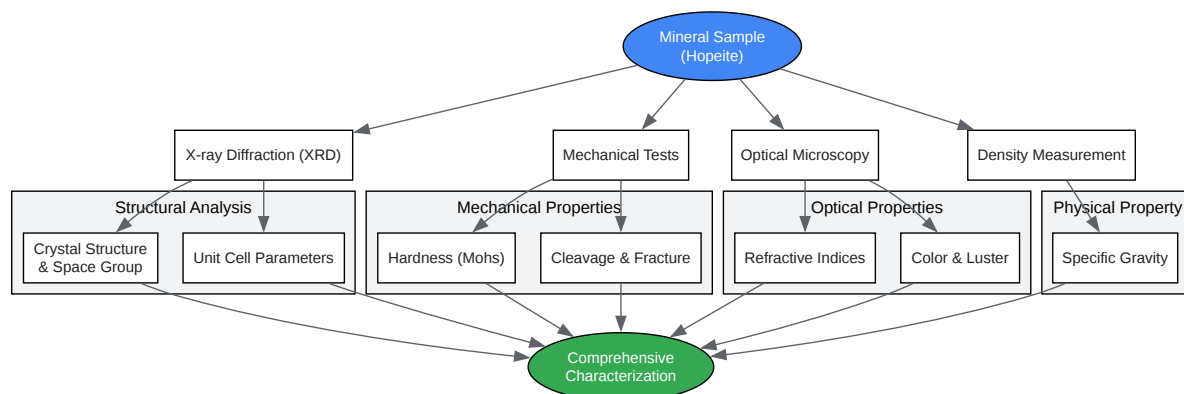 Mineral Sample
(Hopeite)
X-ray Diffraction (XRD)
Mechanical Tests
Optical Microscopy
Density Measurement
Structural Analysis
Mechanical Properties
Optical Properties
Physical Property
Crystal Structure
& Space Group
Unit Cell Parameters
Hardness (Mohs)
Cleavage & Fracture
Refractive Indices
Color & Luster
Specific Gravity
Comprehensive
Characterization